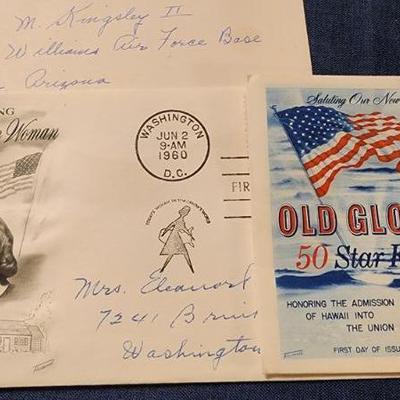 M. Kingsley II
Williams Air Force Base
Arizona
Woman
WASHINGTON
JUN 2
9-AM
1960
D.C.
FIR
Mrs. Eleanor
7241
Washington
Saluting Our New
OLD GLO
50 Star
HONORING THE ADMISSION
OF HAWAII INTO
THE UNION
FIRST DAY OF ISSUE